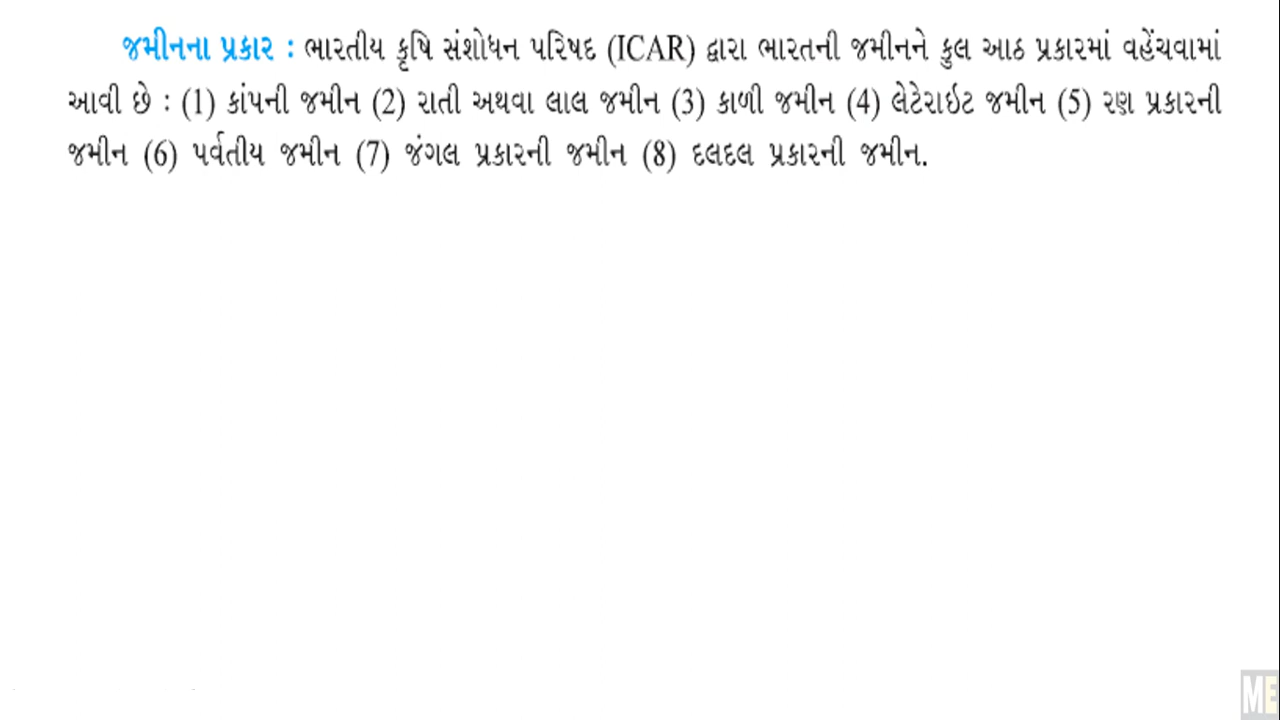 જમીનના પ્રકાર : ભારતીય કૃષિ સંશોધન પરિષદ (ICAR) દ્વારા ભારતની જમીનને કુલ આઠ પ્રકારમાં વહેંચવામાં
આવી છે : (1) કાંપની જમીન (2) રાતી અથવા લાલ જમીન (3) કાળી જમીન (4) લેટેરાઇટ જમીન (5) રણ પ્રકારની
જમીન (6) પર્વતીય જમીન (7) જંગલ પ્રકારની જમીન (8) દલદલ પ્રકારની જમીન.
ME